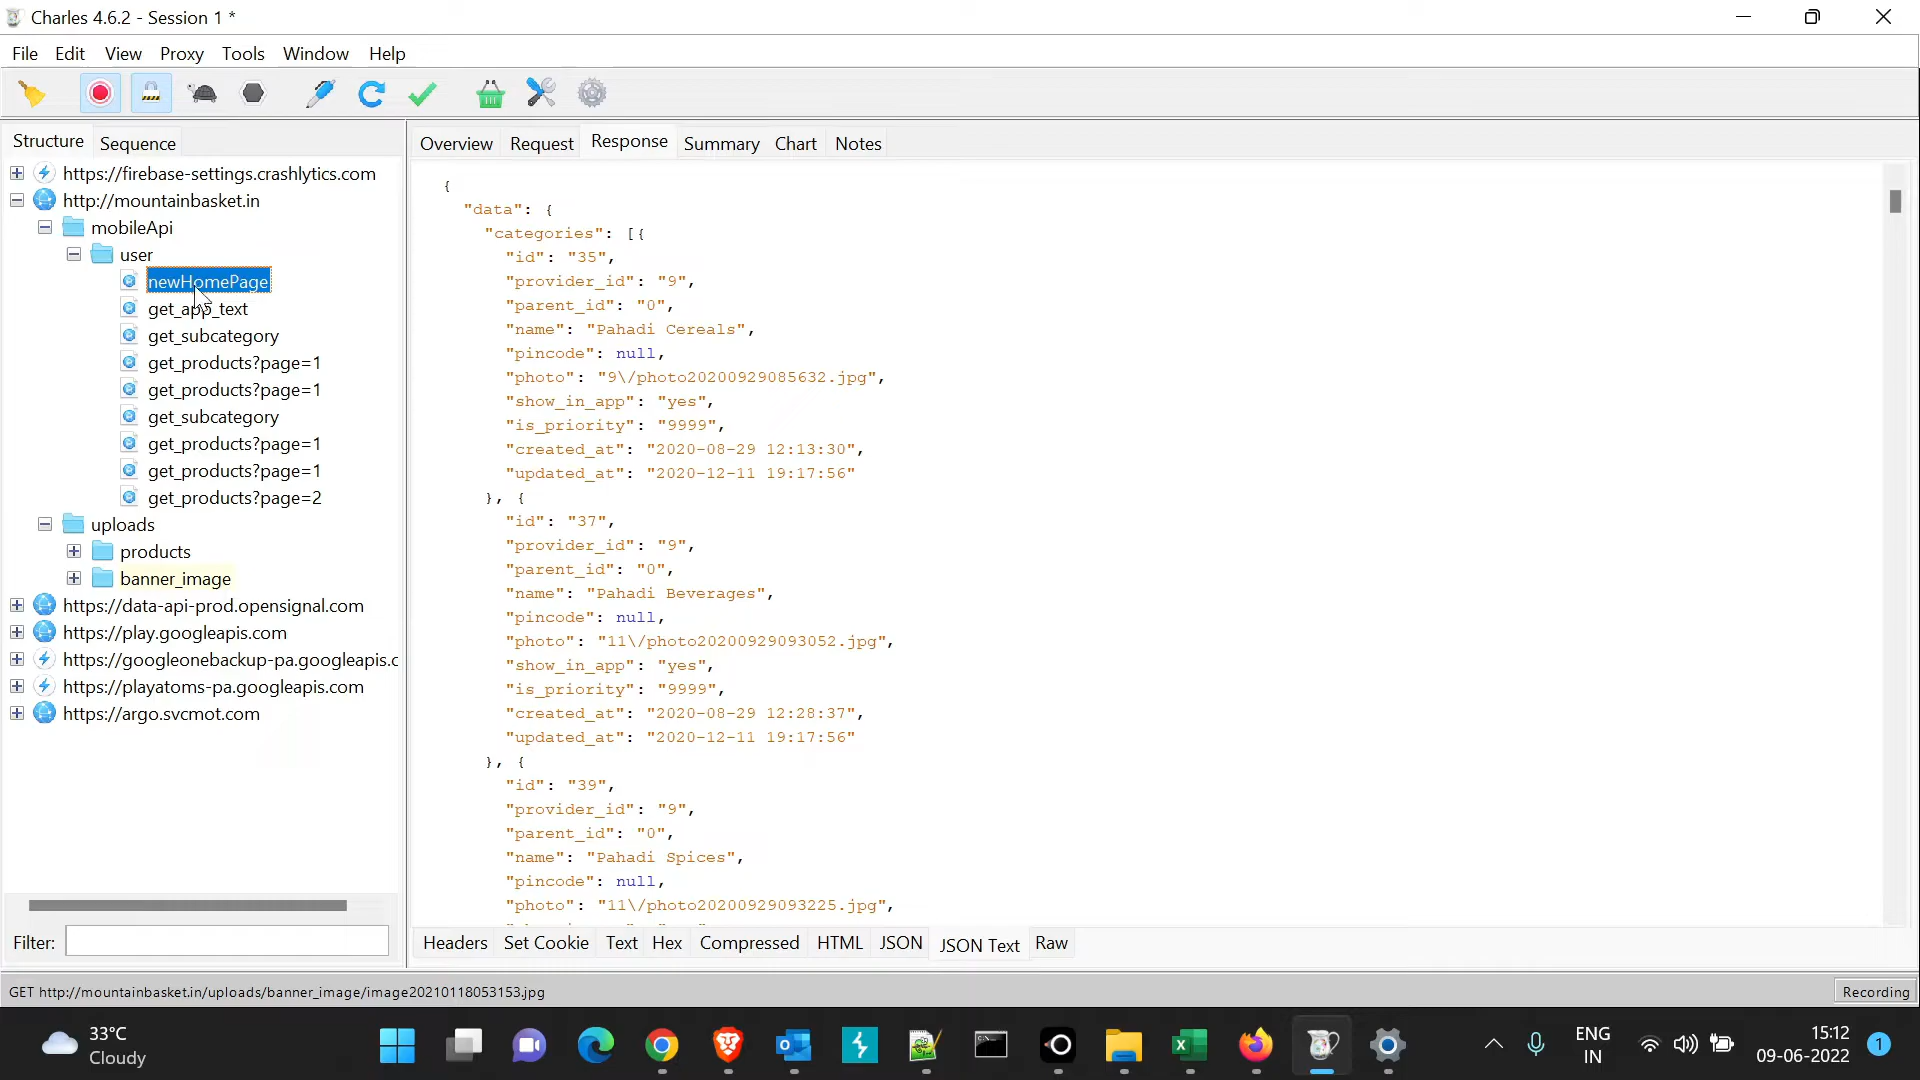 Charles 4.6.2 - Session 1 *
File Edit View Proxy Tools Window Help
Structure Sequence
https://firebase-settings.crashlytics.com
http://mountainbasket.in
mobileApi
user
newHomePage
get_app_text
get_subcategory
get_products?page=1
get_products?page=1
get_subcategory
get_products?page=1
get_products?page=1
get_products?page=2
uploads
products
banner_image
https://data-api-prod.opensignal.com
https://play.googleapis.com
https://googleonebackup-pa.googleapis.c
https://playatoms-pa.googleapis.com
https://argo.svcmot.com
Filter:
Overview Request Response Summary Chart Notes
{
"data": {
"categories": [{
"id": "35",
"provider_id": "9",
"parent_id": "0",
"name": "Pahadi Cereals",
"pincode": null,
"photo": "9\/photo20200929085632.jpg",
"show_in_app": "yes",
"is_priority": "9999",
"created_at": "2020-08-29 12:13:30",
"updated_at": "2020-12-11 19:17:56"
}, {
"id": "37",
"provider_id": "9",
"parent_id": "0",
"name": "Pahadi Beverages",
"pincode": null,
"photo": "11\/photo20200929093052.jpg",
"show_in_app": "yes",
"is_priority": "9999",
"created_at": "2020-08-29 12:28:37",
"updated_at": "2020-12-11 19:17:56"
}, {
"id": "39",
"provider_id": "9",
"parent_id": "0",
"name": "Pahadi Spices",
"pincode": null,
"photo": "11\/photo20200929093225.jpg",
Headers Set Cookie Text Hex Compressed HTML JSON JSON Text Raw
GET http://mountainbasket.in/uploads/banner_image/image20210118053153.jpg
Recording
33°C
Cloudy
ENG
IN
15:12
09-06-2022
1